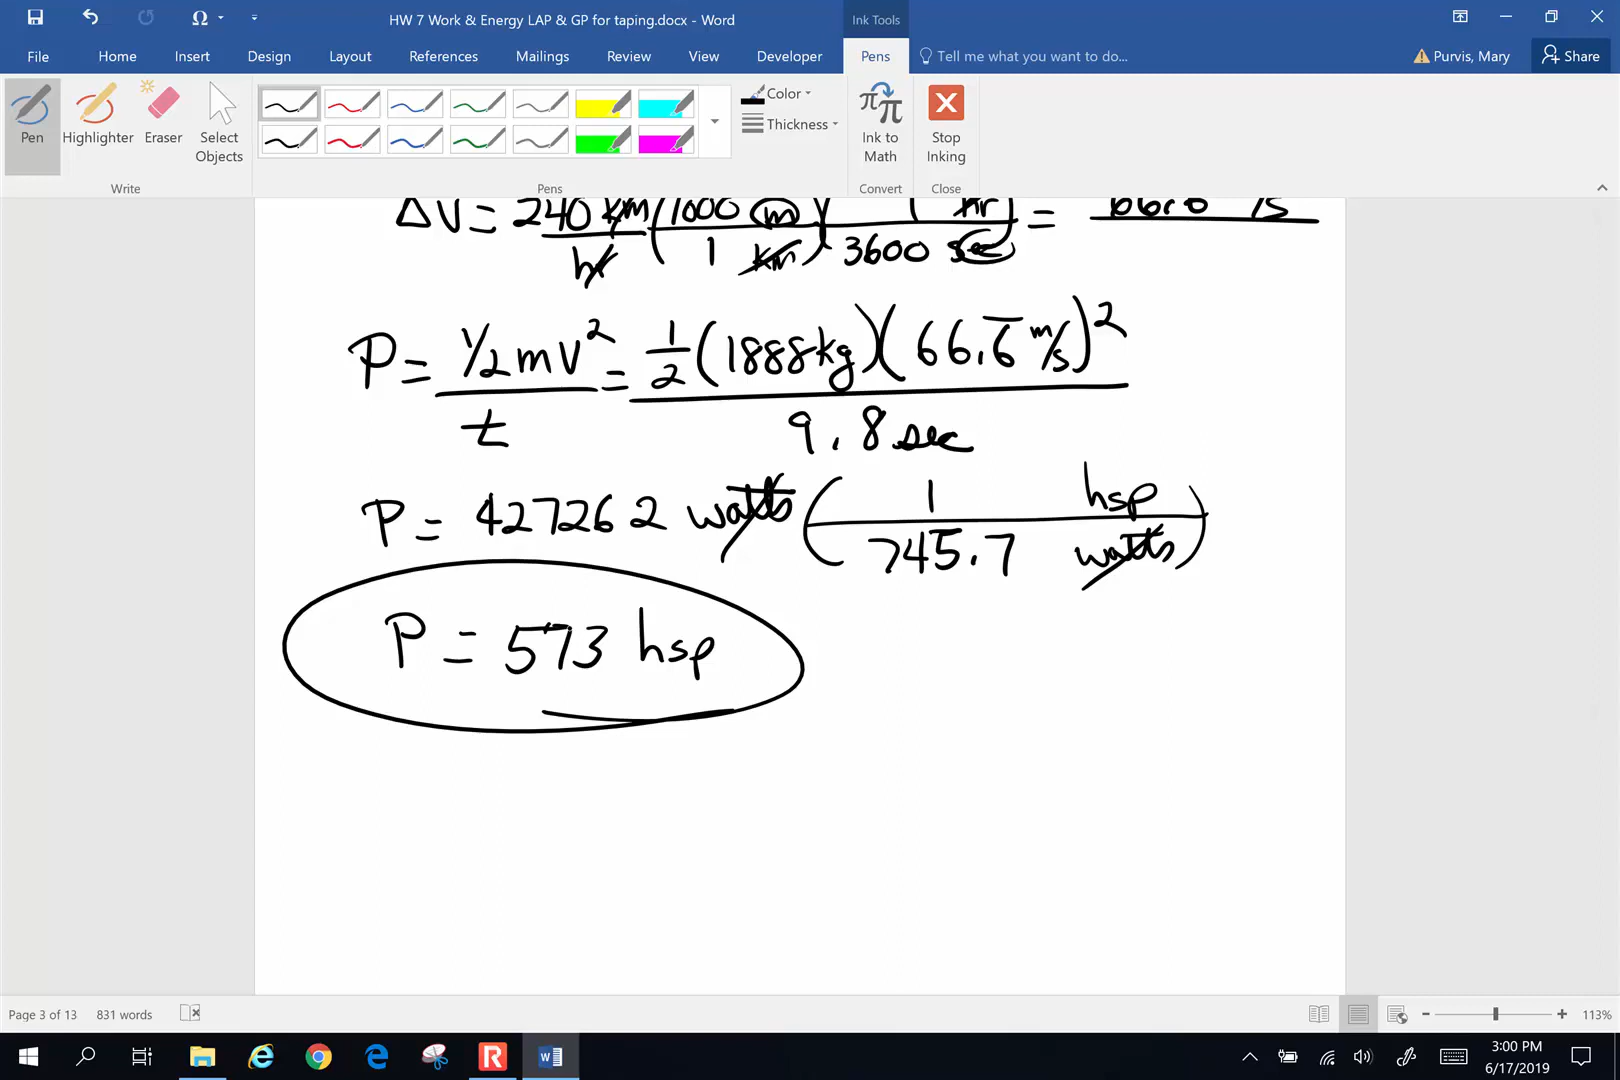 HW 7 Work & Energy LAP & GP for taping.docx - Word
Ink Tools
File Home Insert Design Layout References Mailings Review View Developer Pens Tell me what you want to do... Purvis, Mary Share
Pen Highlighter Eraser Select Objects
Color
Thickness
Ink to Math
Stop Inking
Write Pens Convert Close
ΔV = 240 km/h (1000 m / 1 km)(1 hr / 3600 sec) = 66.6 m/s
P = ½mv²/t = ½(1888kg)(66.6̅ m/s)² / 9.8 sec
P = 427262 watts (1 hsp / 745.7 watts)
P = 573 hsp
Page 3 of 13 831 words 113%
3:00 PM
6/17/2019